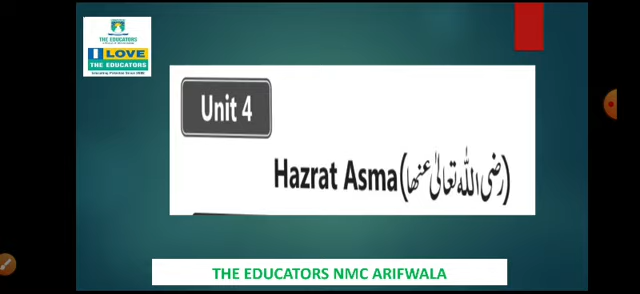 THE EDUCATORS
I LOVE
THE EDUCATORS
Unit 4
Hazrat Asma (رضی اللہ تعالیٰ عنہا)
THE EDUCATORS NMC ARIFWALA